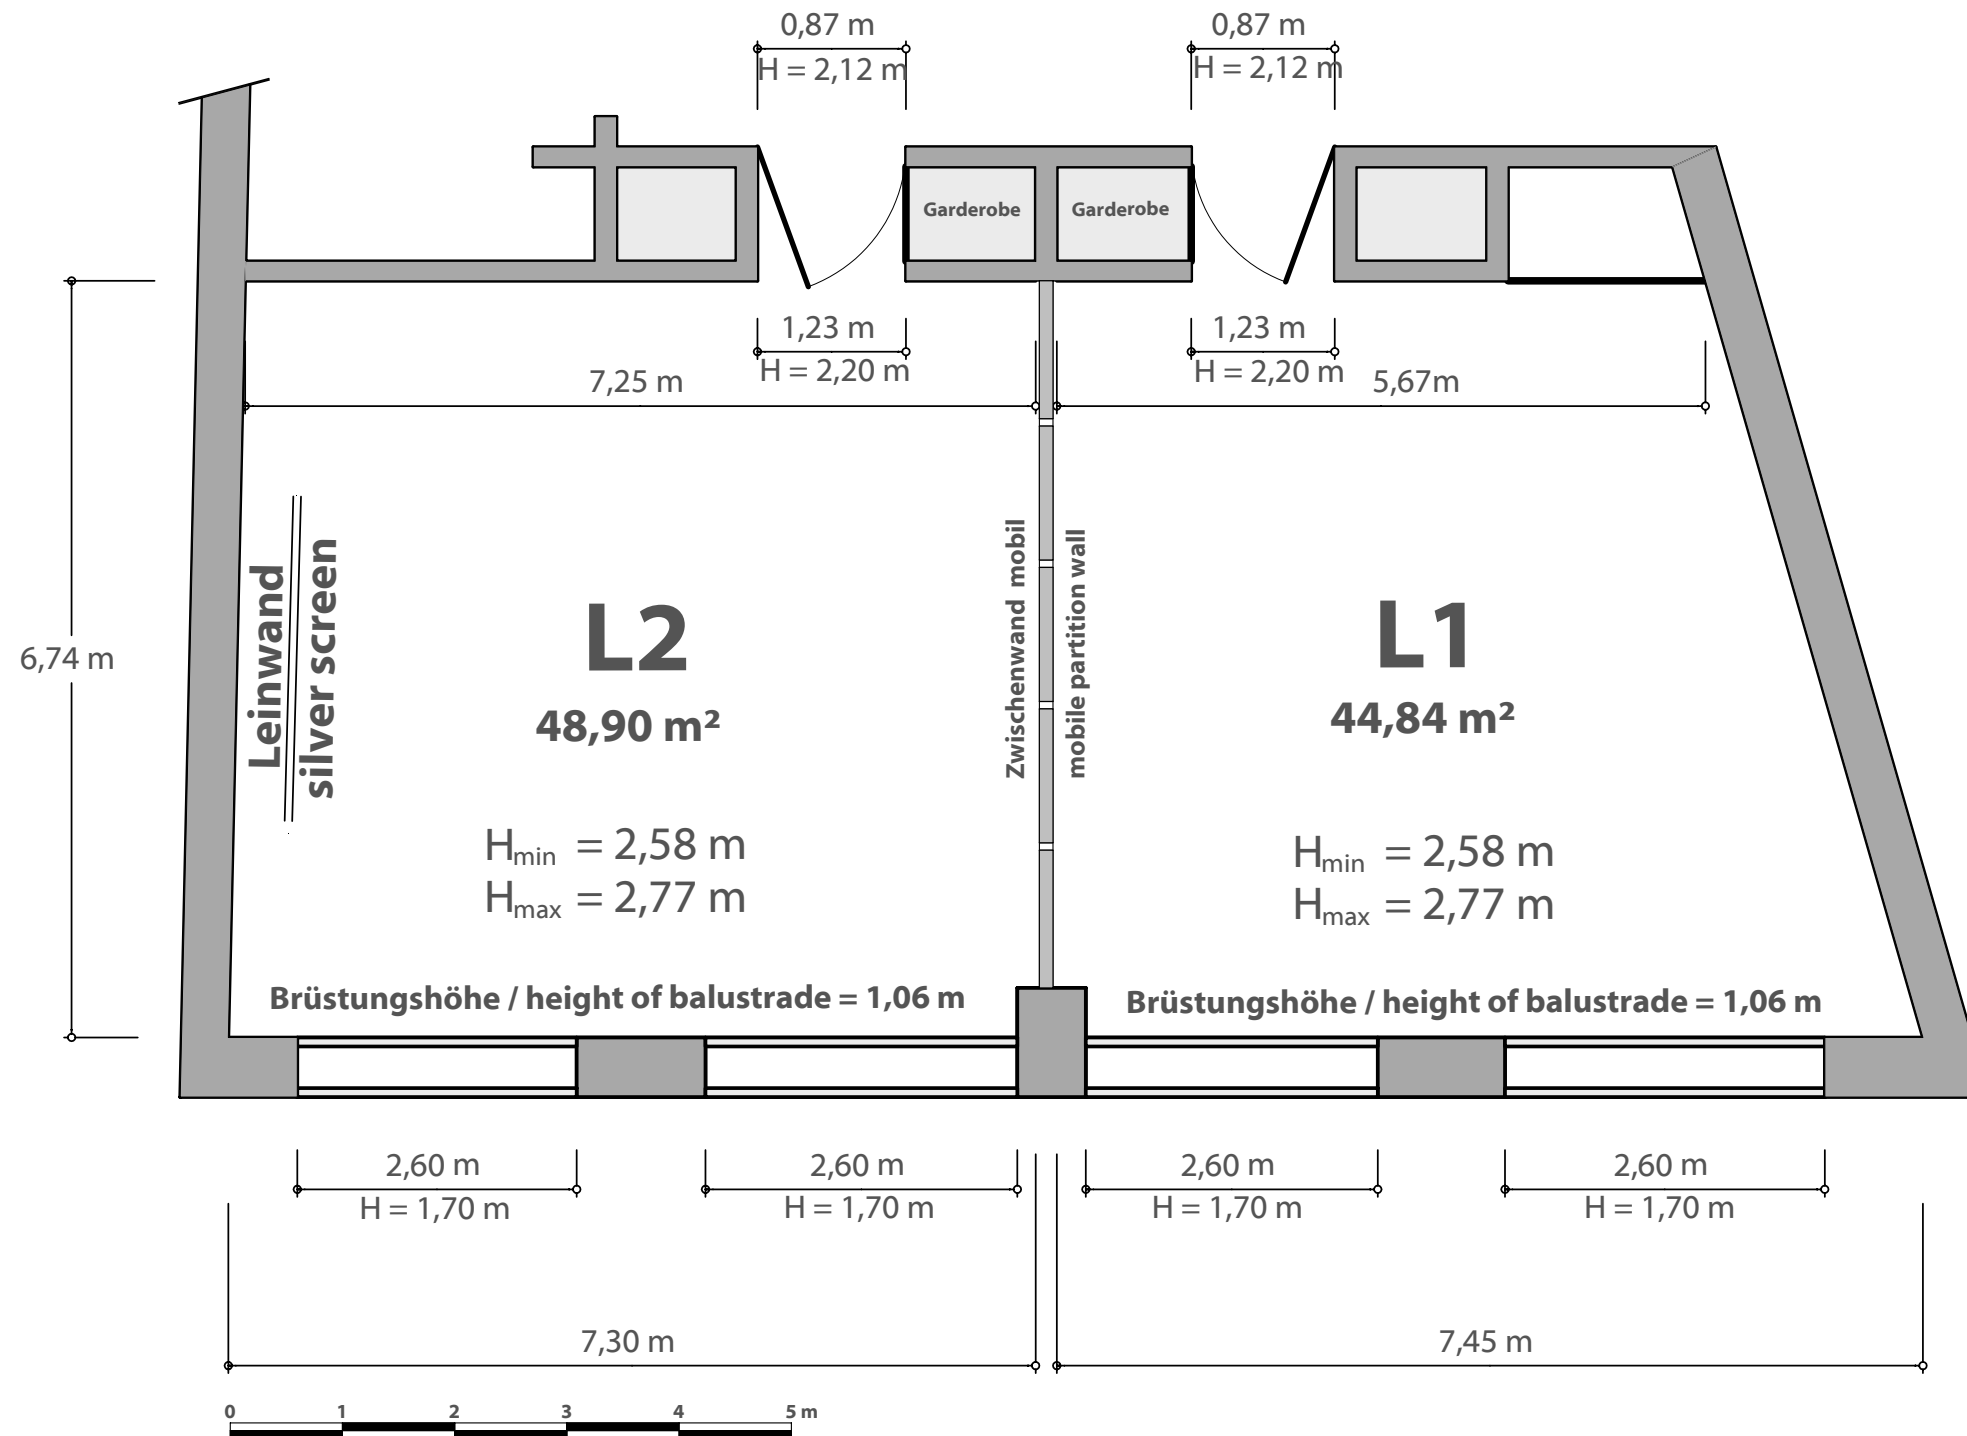 0,87 m
H = 2,12 m
0,87 m
H = 2,12 m
Garderobe
Garderobe
1,23 m
H = 2,20 m
1,23 m
H = 2,20 m
7,25 m
5,67m
6,74 m
Leinwand
silver screen
L2
48,90 m²
Hmin = 2,58 m
Hmax = 2,77 m
Brüstungshöhe / height of balustrade = 1,06 m
Zwischenwand mobil
mobile partition wall
L1
44,84 m²
Hmin = 2,58 m
Hmax = 2,77 m
Brüstungshöhe / height of balustrade = 1,06 m
2,60 m
H = 1,70 m
2,60 m
H = 1,70 m
2,60 m
H = 1,70 m
2,60 m
H = 1,70 m
7,30 m
7,45 m
0 1 2 3 4 5 m